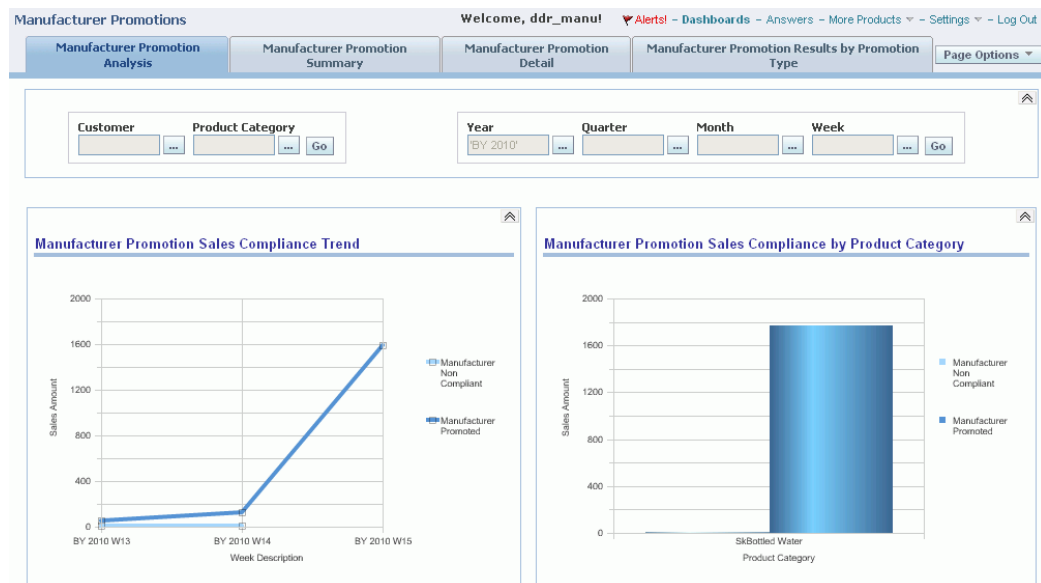 Manufacturer Promotions
Welcome, ddr_manu! Alerts! - Dashboards - Answers - More Products - Settings - Log Out
Manufacturer Promotion Analysis
Manufacturer Promotion Summary
Manufacturer Promotion Detail
Manufacturer Promotion Results by Promotion Type
Page Options
Customer Product Category
... ... Go
Year Quarter Month Week
'BY 2010' ... ... ... ... Go
Manufacturer Promotion Sales Compliance Trend
2000
1600
1200
800
400
0
Sales Amount
BY 2010 W13 BY 2010 W14 BY 2010 W15
Week Description
Manufacturer
Non
Compliant
Manufacturer
Promoted
Manufacturer Promotion Sales Compliance by Product Category
2000
1600
1200
800
400
0
Sales Amount
SkBottled Water
Product Category
Manufacturer
Non
Compliant
Manufacturer
Promoted